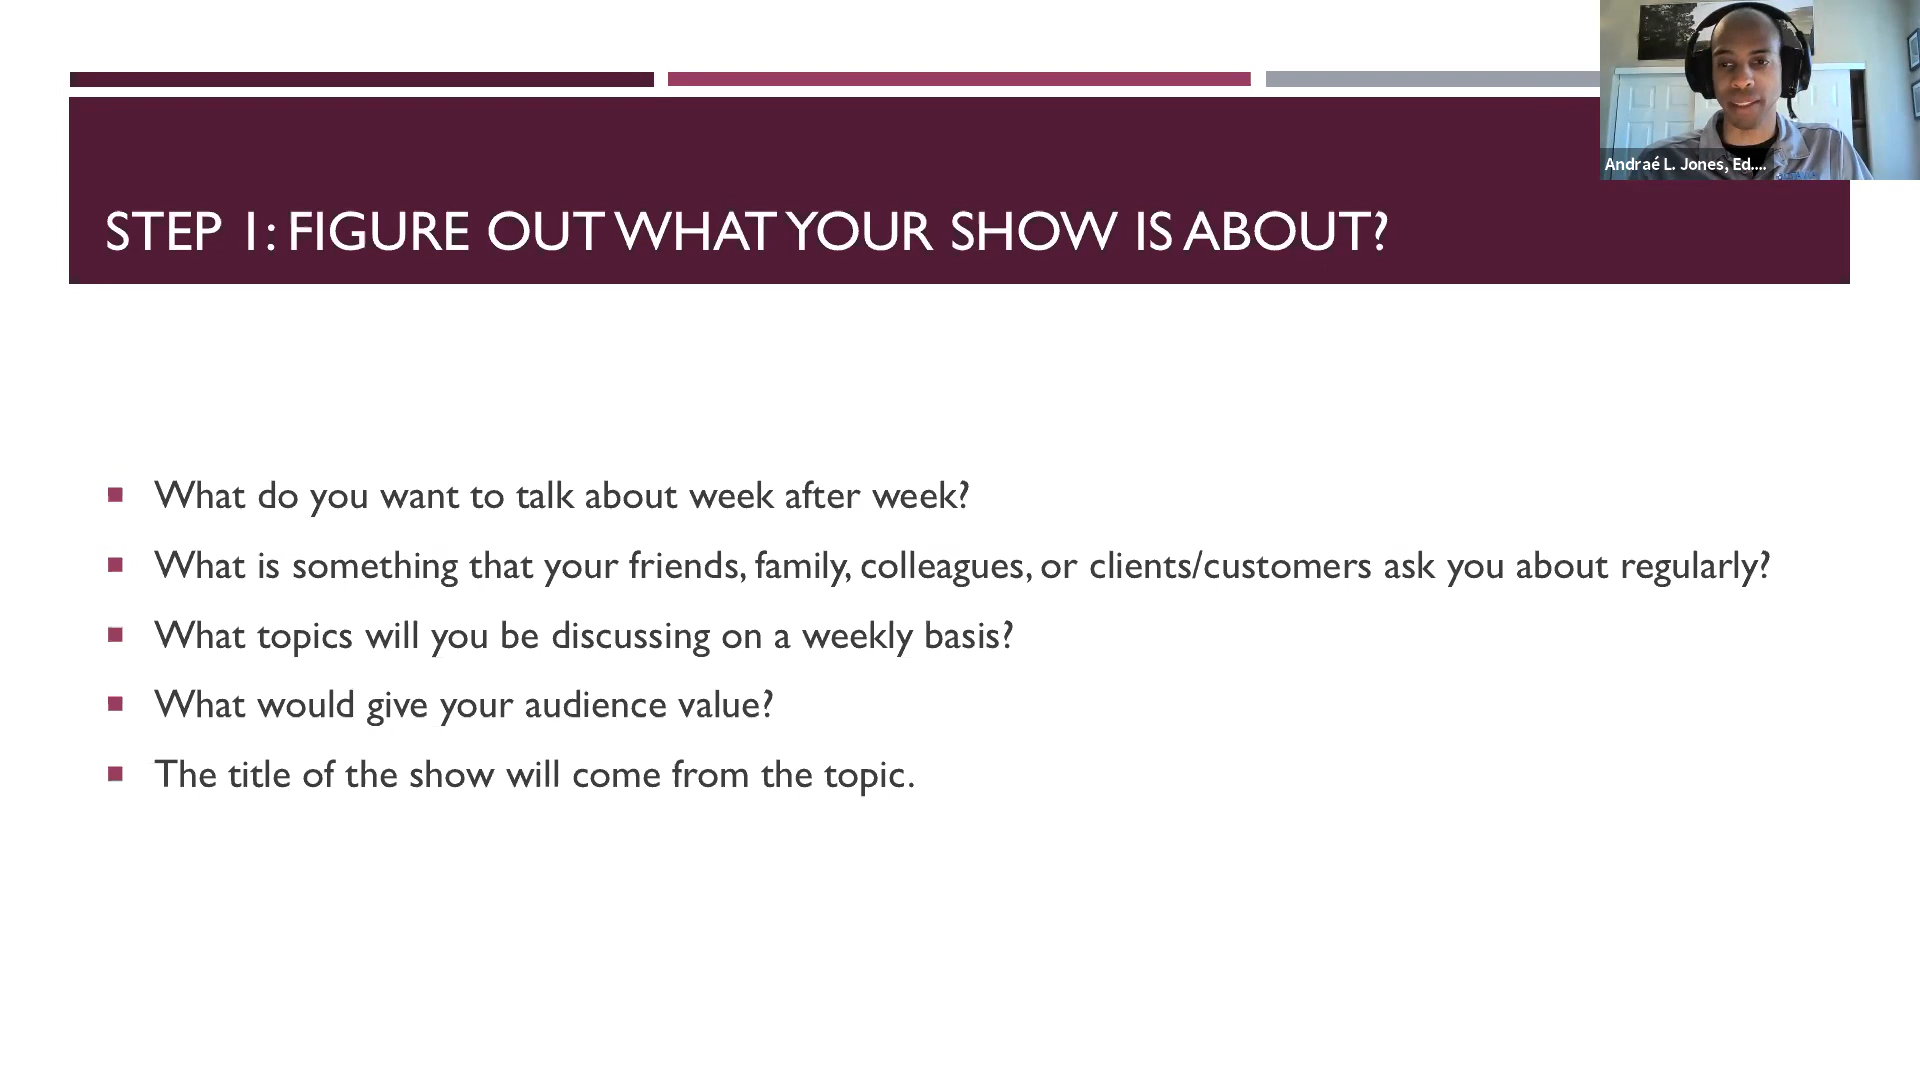 Andraé L. Jones, Ed....
STEP 1: FIGURE OUT WHAT YOUR SHOW IS ABOUT?
What do you want to talk about week after week?
What is something that your friends, family, colleagues, or clients/customers ask you about regularly?
What topics will you be discussing on a weekly basis?
What would give your audience value?
The title of the show will come from the topic.